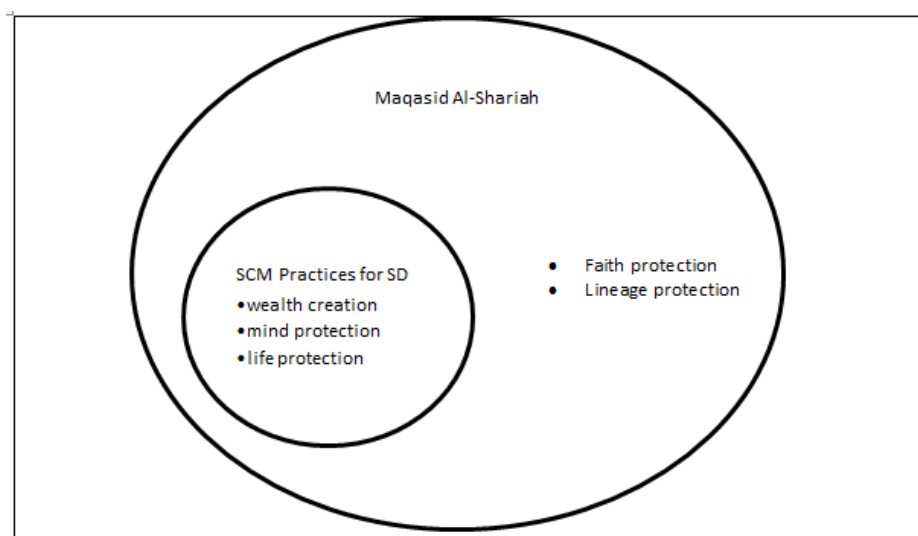 Maqasid Al-Shariah
SCM Practices for SD
•wealth creation
•mind protection
•life protection
• Faith protection
• Lineage protection